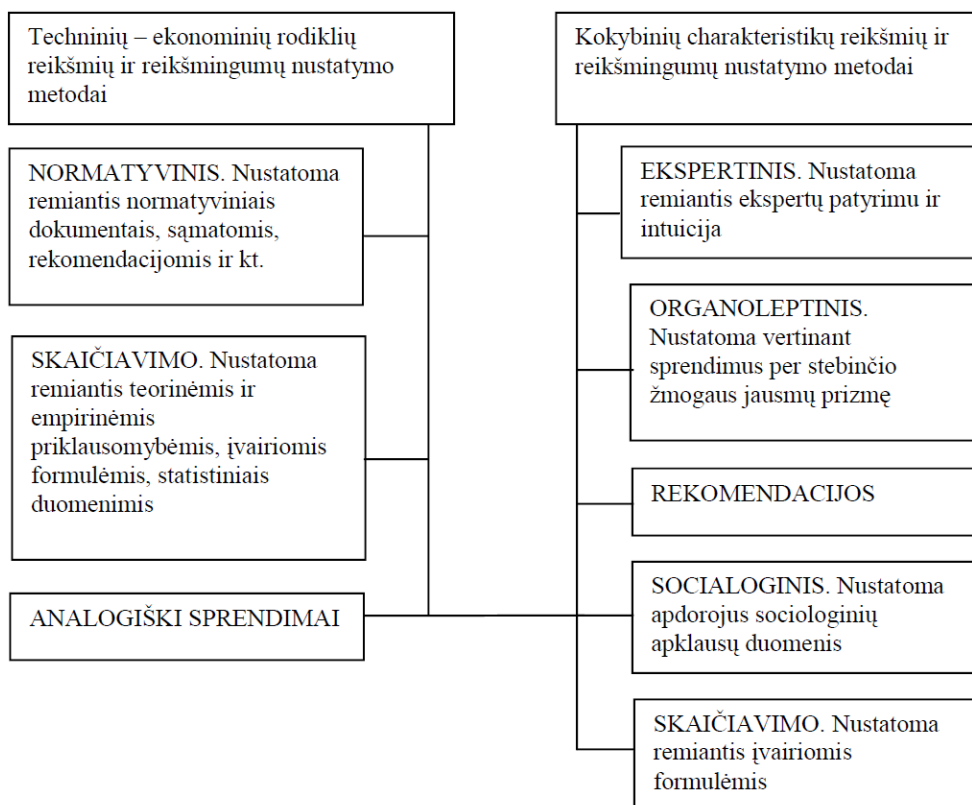 Techninių – ekonominių rodiklių
reikšmių ir reikšmingumų nustatymo
metodai
NORMATYVINIS. Nustatoma
remiantis normatyviniais
dokumentais, sąmatomis,
rekomendacijomis ir kt.
SKAIČIAVIMO. Nustatoma
remiantis teorinėmis ir
empirinėmis
priklausomybėmis, įvairiomis
formulėmis, statistiniais
duomenimis
ANALOGIŠKI SPRENDIMAI
Kokybinių charakteristikų reikšmių ir
reikšmingumų nustatymo metodai
EKSPERTINIS. Nustatoma
remiantis ekspertų patyrimu ir
intuicija
ORGANOLEPTINIS.
Nustatoma vertinant
sprendimus per stebinčio
žmogaus jausmų prizmę
REKOMENDACIJOS
SOCIALOGINIS. Nustatoma
apdorojus sociologinių
apklausų duomenis
SKAIČIAVIMO. Nustatoma
remiantis įvairiomis
formulėmis